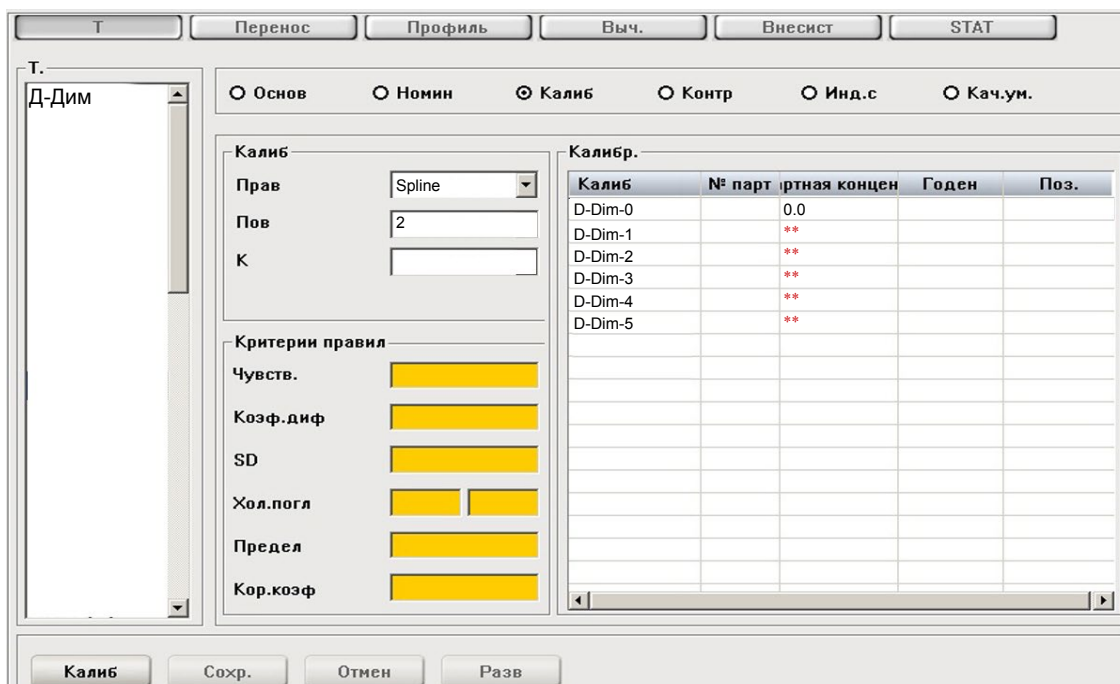 Т Перенос Профиль Выч. Внесист STAT
Т.
Д-Дим
Основ Номин Калиб Контр Инд.с Кач.ум.
Калиб
Прав Spline
Пов 2
К
Критерии правил
Чувств.
Коэф.диф
SD
Хол.погл
Предел
Кор.коэф
Калибр.
Калиб № парт ртная концен Годен Поз.
D-Dim-0 0.0
D-Dim-1 **
D-Dim-2 **
D-Dim-3 **
D-Dim-4 **
D-Dim-5 **
Калиб Сохр. Отмен Разв